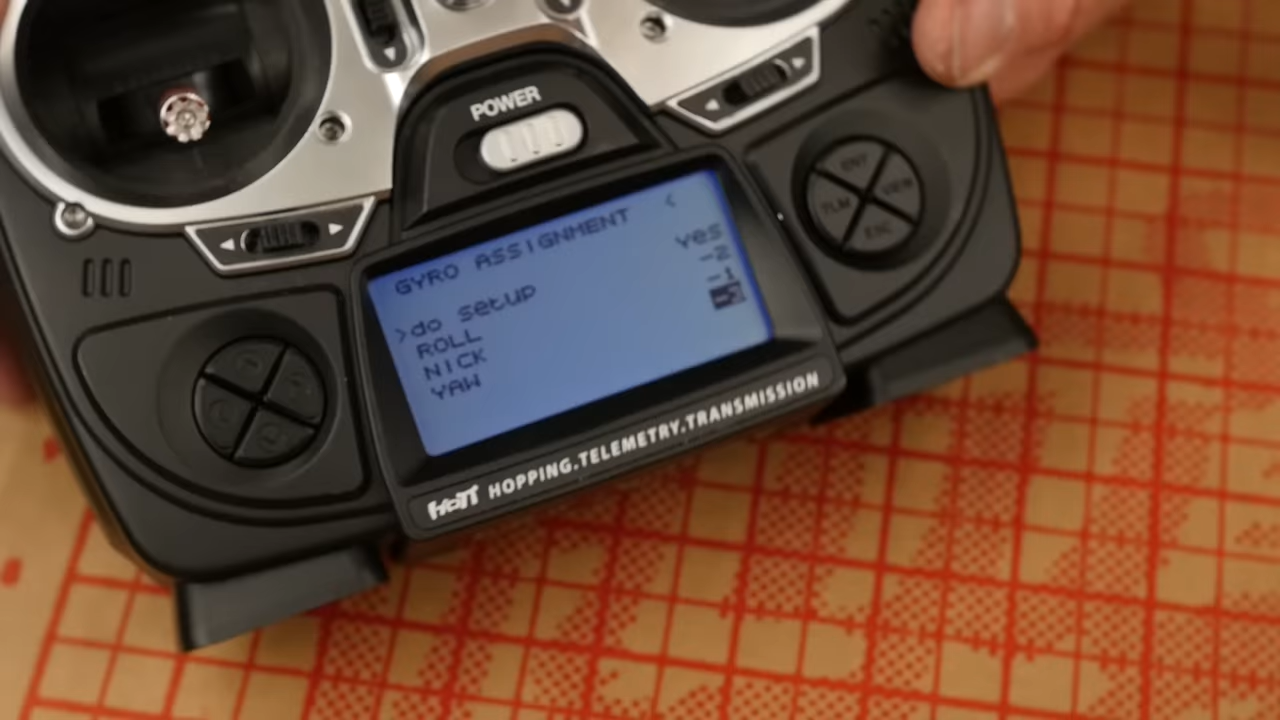 POWER
GYRO ASSIGNMENT <
>do setup yes
ROLL -2
NICK -1
YAW
ENT
VIEW
TLM
ESC
HoTT HOPPING.TELEMETRY.TRANSMISSION